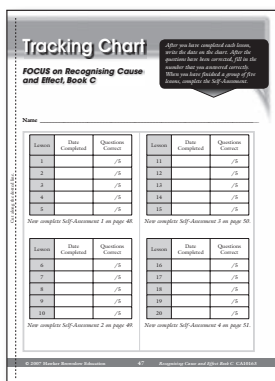 Tracking Chart
FOCUS on Recognising Cause
and Effect, Book C
After you have completed each lesson,
write the date on the chart. After the
questions have been corrected, fill in the
number that you answered correctly.
When you have finished a group of five
lessons, complete the Self-Assessment.
Name
Lesson Date Completed Questions Correct
1 /5
2 /5
3 /5
4 /5
5 /5
Now complete Self-Assessment 1 on page 48.
Lesson Date Completed Questions Correct
11 /5
12 /5
13 /5
14 /5
15 /5
Now complete Self-Assessment 3 on page 50.
Lesson Date Completed Questions Correct
6 /5
7 /5
8 /5
9 /5
10 /5
Now complete Self-Assessment 2 on page 49.
Lesson Date Completed Questions Correct
16 /5
17 /5
18 /5
19 /5
20 /5
Now complete Self-Assessment 4 on page 51.
© 2007 Hawker Brownlow Education 47 Recognising Cause and Effect Book C